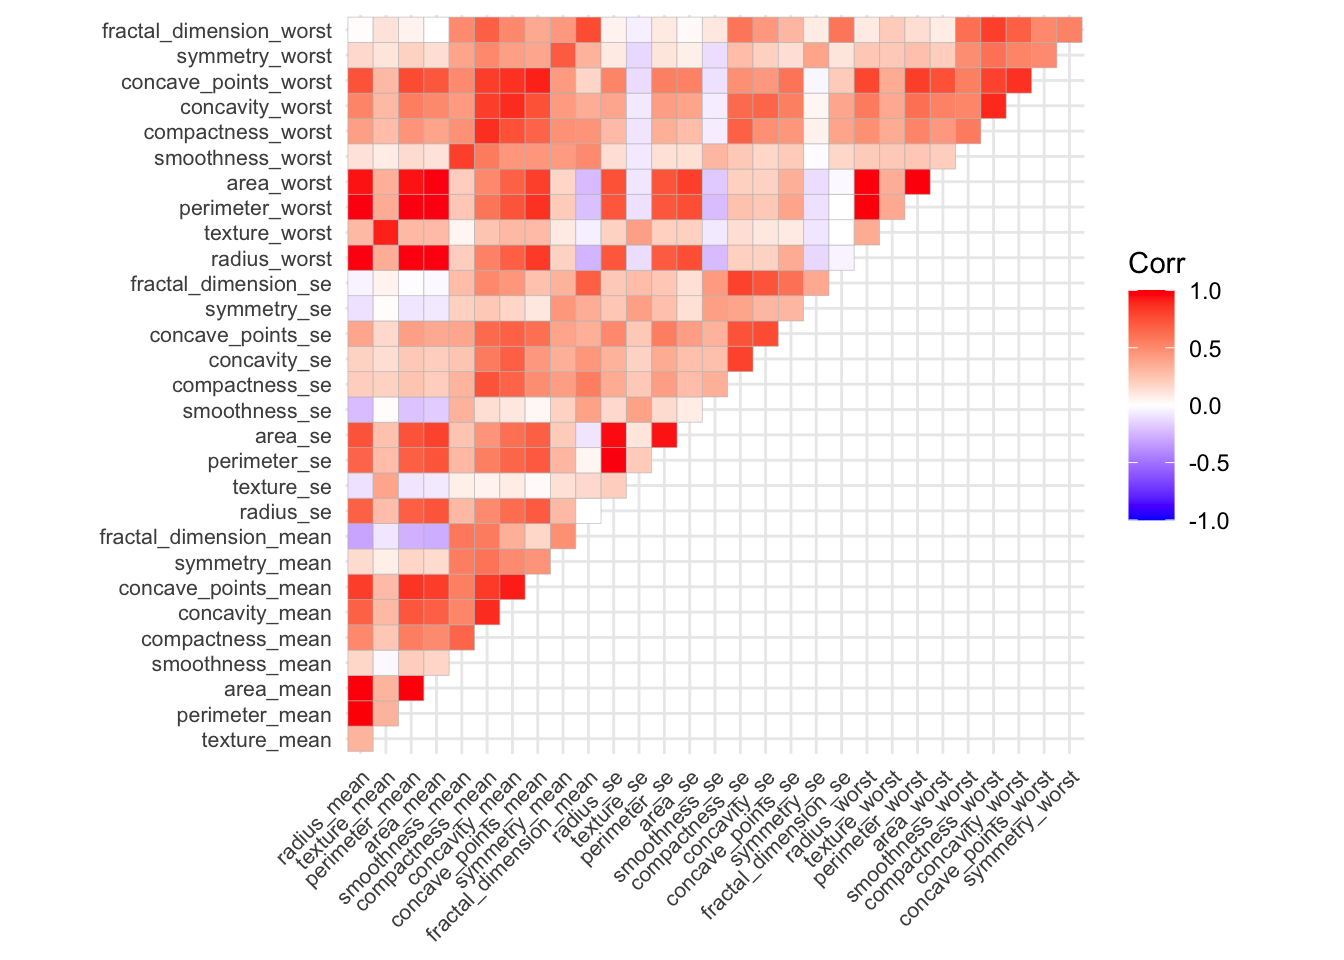 fractal_dimension_worst
symmetry_worst
concave_points_worst
concavity_worst
compactness_worst
smoothness_worst
area_worst
perimeter_worst
texture_worst
radius_worst
fractal_dimension_se
symmetry_se
concave_points_se
concavity_se
compactness_se
smoothness_se
area_se
perimeter_se
texture_se
radius_se
fractal_dimension_mean
symmetry_mean
concave_points_mean
concavity_mean
compactness_mean
smoothness_mean
area_mean
perimeter_mean
texture_mean
radius_mean
texture_mean
perimeter_mean
area_mean
smoothness_mean
compactness_mean
concavity_mean
concave_points_mean
symmetry_mean
fractal_dimension_mean
radius_se
texture_se
perimeter_se
area_se
smoothness_se
compactness_se
concavity_se
concave_points_se
symmetry_se
fractal_dimension_se
radius_worst
texture_worst
perimeter_worst
area_worst
smoothness_worst
compactness_worst
concavity_worst
concave_points_worst
symmetry_worst
Corr
1.0
0.5
0.0
-0.5
-1.0